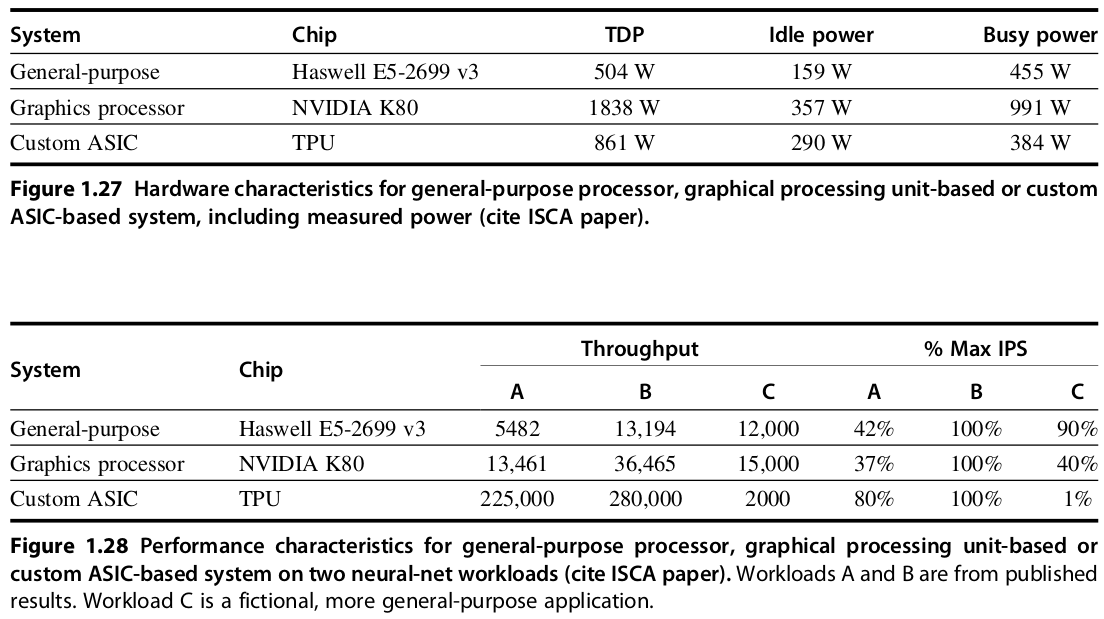 System Chip TDP Idle power Busy power
General-purpose Haswell E5-2699 v3 504 W 159 W 455 W
Graphics processor NVIDIA K80 1838 W 357 W 991 W
Custom ASIC TPU 861 W 290 W 384 W
Figure 1.27 Hardware characteristics for general-purpose processor, graphical processing unit-based or custom
ASIC-based system, including measured power (cite ISCA paper).
Throughput % Max IPS
System Chip
A B C A B C
General-purpose Haswell E5-2699 v3 5482 13,194 12,000 42% 100% 90%
Graphics processor NVIDIA K80 13,461 36,465 15,000 37% 100% 40%
Custom ASIC TPU 225,000 280,000 2000 80% 100% 1%
Figure 1.28 Performance characteristics for general-purpose processor, graphical processing unit-based or
custom ASIC-based system on two neural-net workloads (cite ISCA paper). Workloads A and B are from published
results. Workload C is a fictional, more general-purpose application.